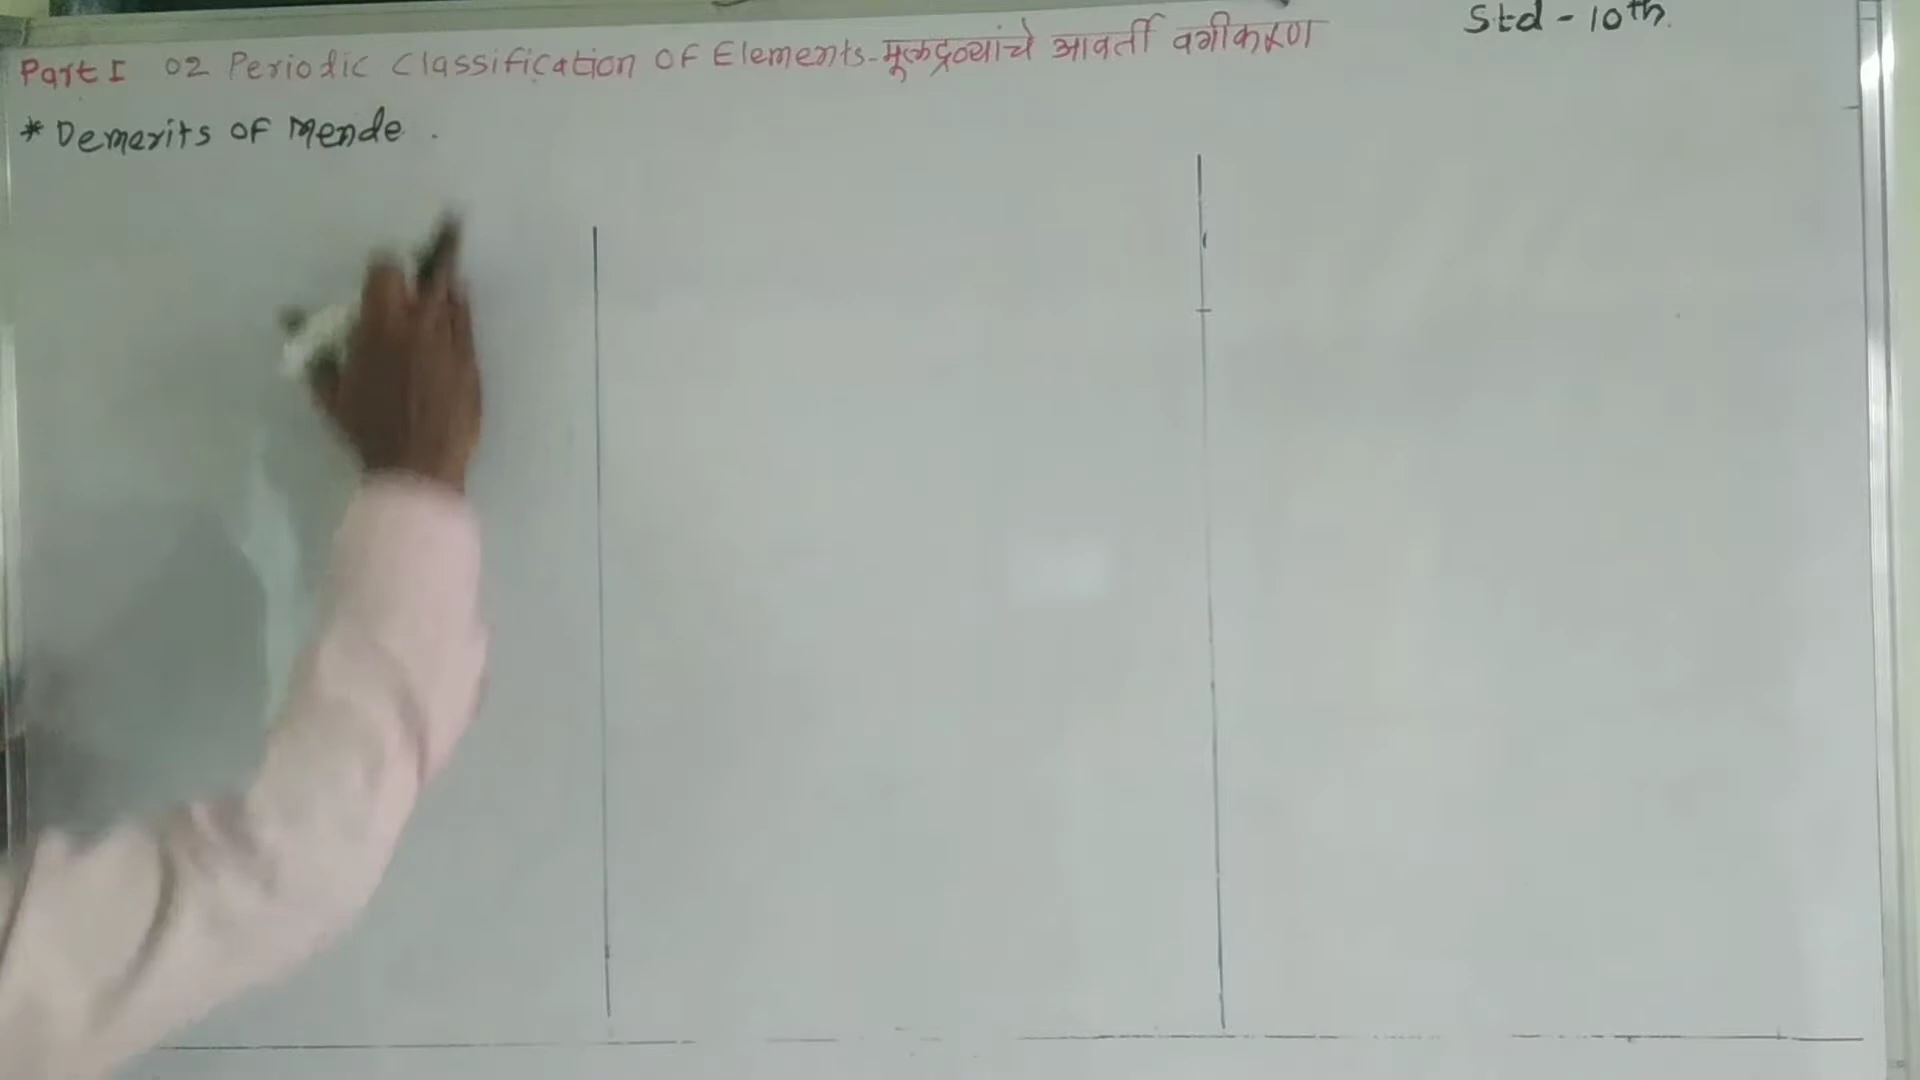 Std - 10th.
Part I 02 Periodic Classification Of Elements - मूलद्रव्यांचे आवर्ती वर्गीकरण
* Demerits of Mende